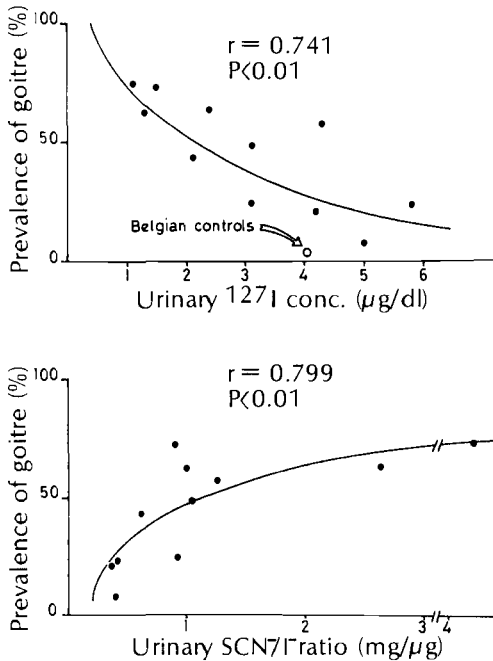 Prevalence of goitre (%)
100
50
0
r = 0.741
P<0.01
Belgian controls
1 2 3 4 5 6
Urinary ¹²⁷I conc. (µg/dl)
Prevalence of goitre (%)
100
50
0
r = 0.799
P<0.01
1 2 3 4
Urinary SCN⁻/I⁻ratio (mg/µg)